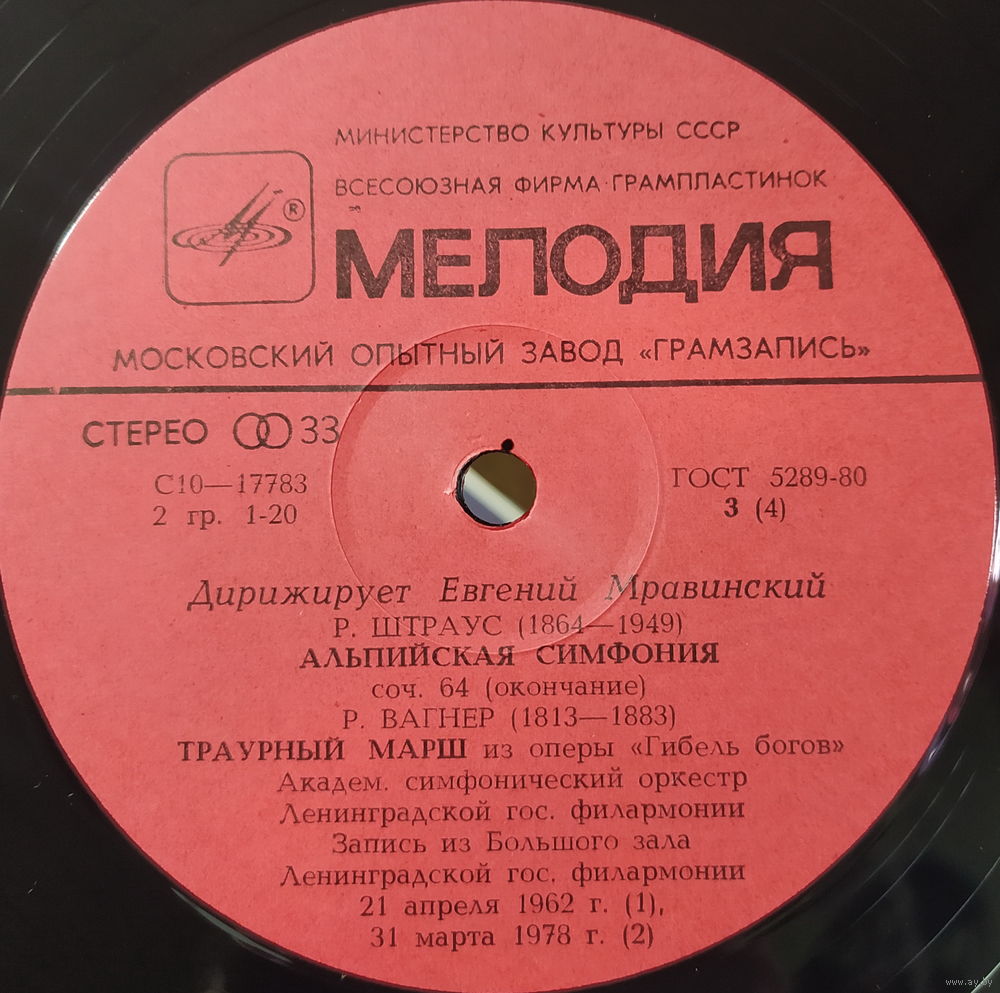 МИНИСТЕРСТВО КУЛЬТУРЫ СССР
ВСЕСОЮЗНАЯ ФИРМА ГРАМПЛАСТИНОК
®
МЕЛОДИЯ
МОСКОВСКИЙ ОПЫТНЫЙ ЗАВОД «ГРАМЗАПИСЬ»
СТЕРЕО 33
С10—17783
2 гр. 1-20
ГОСТ 5289-80
3 (4)
Дирижирует Евгений Мравинский
Р. ШТРАУС (1864—1949)
АЛЬПИЙСКАЯ СИМФОНИЯ
соч. 64 (окончание)
Р. ВАГНЕР (1813—1883)
ТРАУРНЫЙ МАРШ из оперы «Гибель богов»
Академ. симфонический оркестр
Ленинградской гос. филармонии
Запись из Большого зала
Ленинградской гос. филармонии
21 апреля 1962 г. (1),
31 марта 1978 г. (2)
www.ay.by